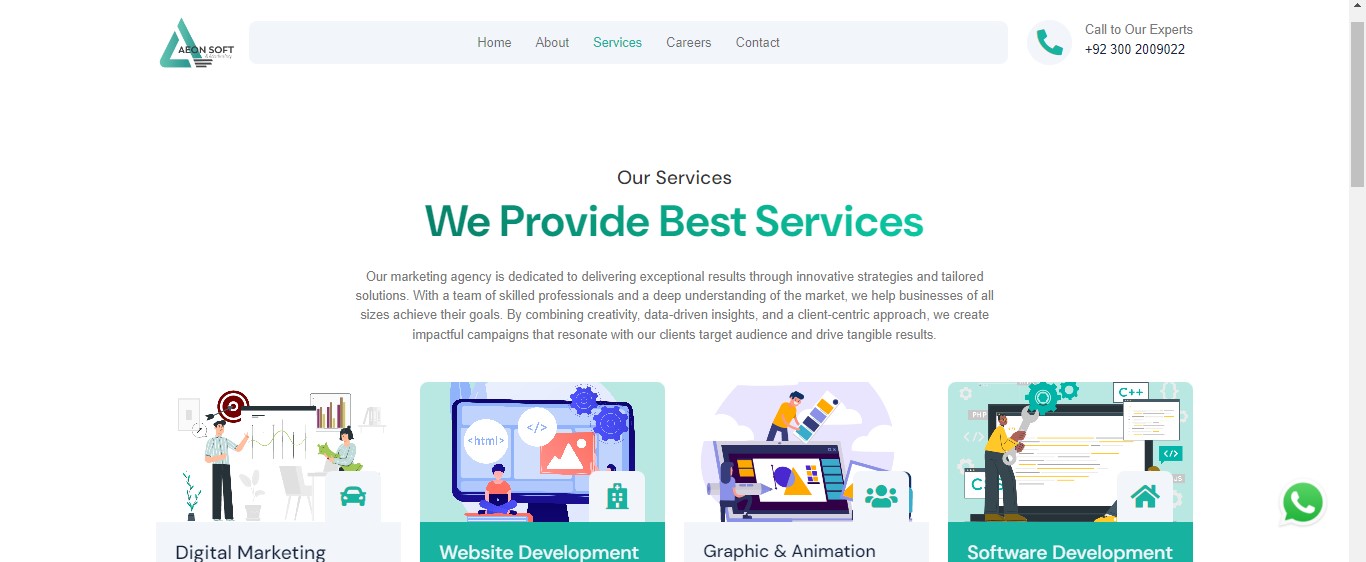 AEON SOFT
Home
About
Services
Careers
Contact
Call to Our Experts
+92 300 2009022
Our Services
We Provide Best Services
Our marketing agency is dedicated to delivering exceptional results through innovative strategies and tailored
solutions. With a team of skilled professionals and a deep understanding of the market, we help businesses of all
sizes achieve their goals. By combining creativity, data-driven insights, and a client-centric approach, we create
impactful campaigns that resonate with our clients target audience and drive tangible results.
<html>
</>
C++
PHP
</>
</>
Digital Marketing
Website Development
Graphic & Animation
Software Development